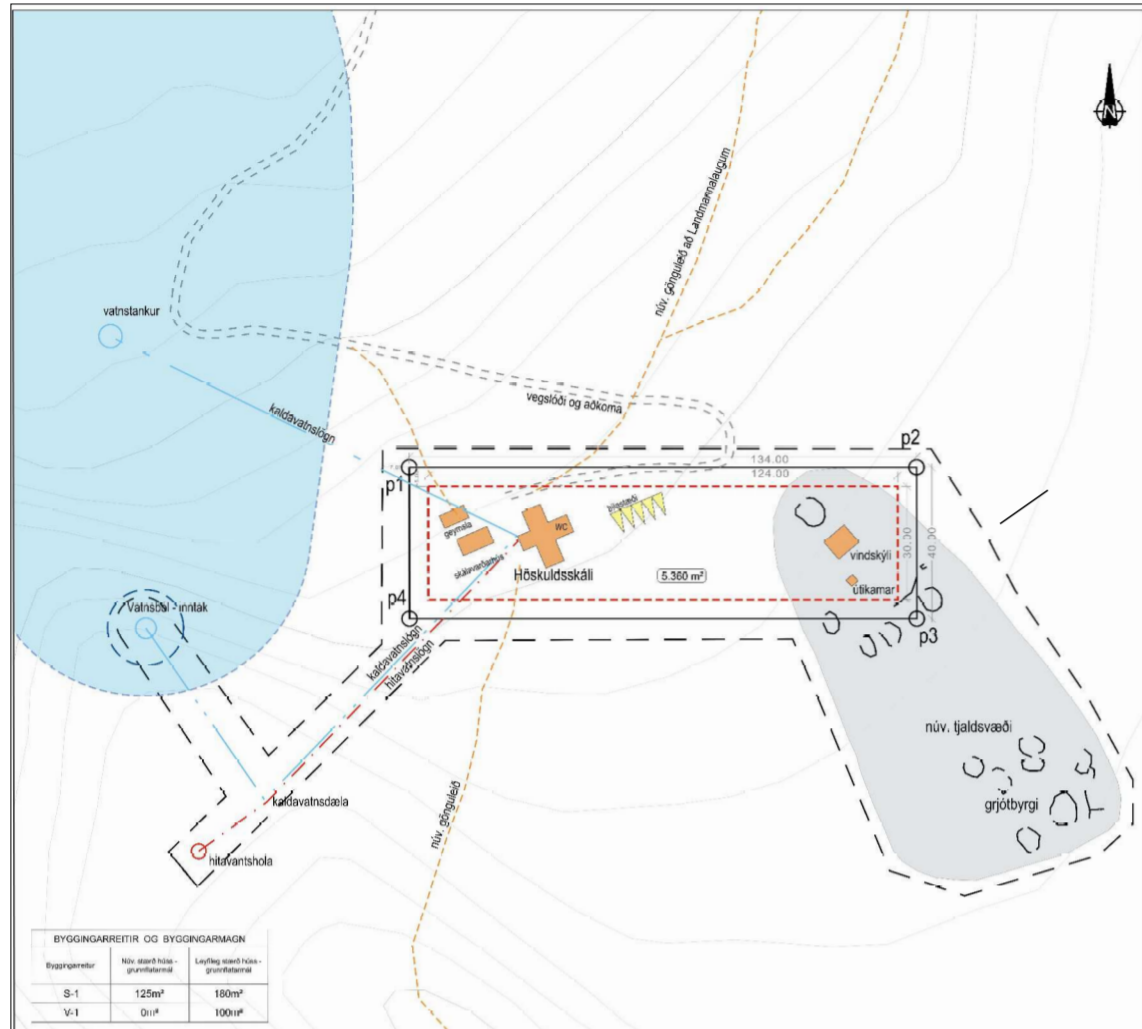 N
núv. gönguleið að Landmannalaugum
vatnstankur
kaldavatnslögn
vegslóði og aðkoma
p2
134.00
124.00
p1
bílastæði
geymsla
WC
skálavarðarhús
vindskýli
30.00
40.00
Höskuldsskáli
5.360 m²
útikamar
p4
p3
Vatnsból - inntak
kaldavatnslögn
hitavatnslögn
núv. tjaldsvæði
kaldavatnsdæla
grjótbyrgi
núv. gönguleið
hitavantshola
BYGGINGARREITIR OG BYGGINGARMAGN
Byggingarreitur
Núv. stærð húss - grunnflatarmál
Leyfileg stærð húss - grunnflatarmál
S-1 125m² 180m²
V-1 0m² 100m²